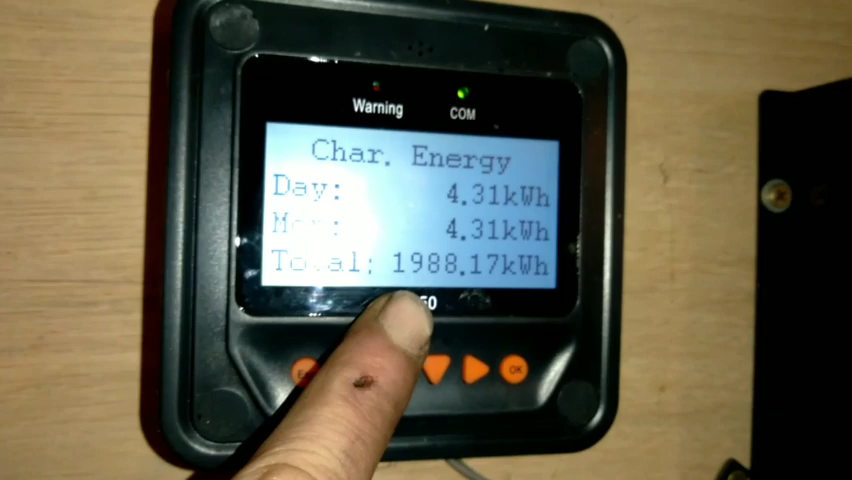 Warning
COM
Char. Energy
Day: 4.31kWh
Mon: 4.31kWh
Total: 1988.17kWh
OK